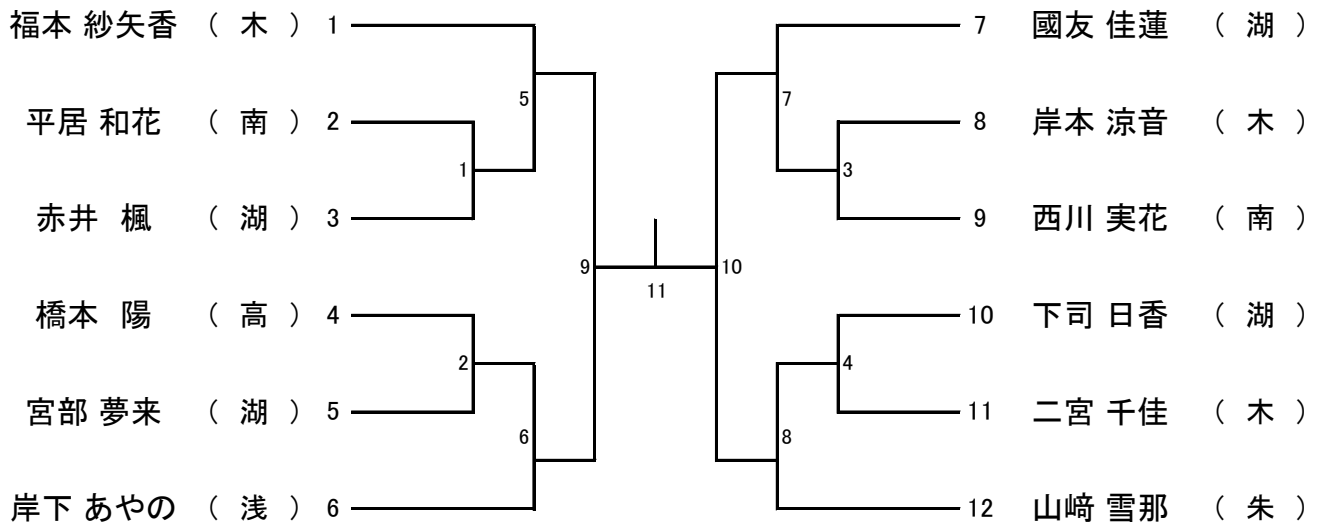 福本 紗矢香 （ 木 ） 1
平居 和花 （ 南 ） 2
赤井 楓 （ 湖 ） 3
橋本 陽 （ 高 ） 4
宮部 夢来 （ 湖 ） 5
岸下 あやの （ 浅 ） 6
5
1
2
6
9
11
10
7
3
4
8
7 國友 佳蓮 （ 湖 ）
8 岸本 涼音 （ 木 ）
9 西川 実花 （ 南 ）
10 下司 日香 （ 湖 ）
11 二宮 千佳 （ 木 ）
12 山﨑 雪那 （ 朱 ）